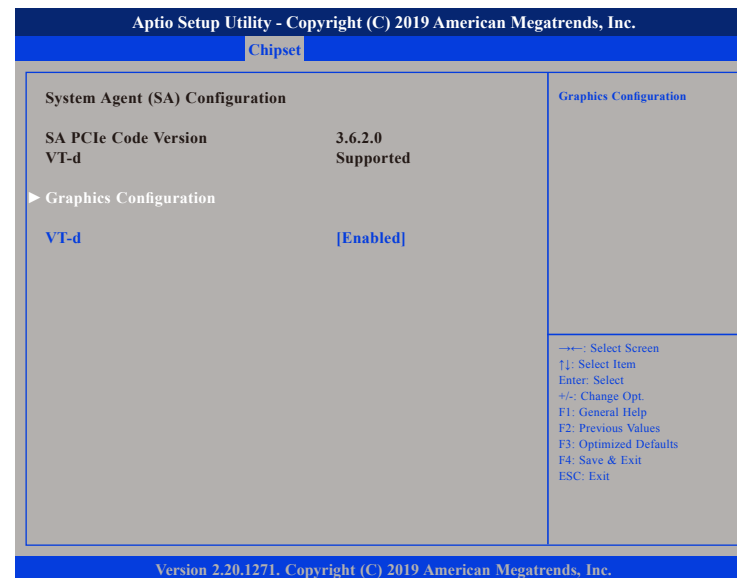 Aptio Setup Utility - Copyright (C) 2019 American Megatrends, Inc.
Chipset
System Agent (SA) Configuration
SA PCIe Code Version 3.6.2.0
VT-d Supported
► Graphics Configuration
VT-d [Enabled]
Graphics Configuration
→←: Select Screen
↑↓: Select Item
Enter: Select
+/-: Change Opt.
F1: General Help
F2: Previous Values
F3: Optimized Defaults
F4: Save & Exit
ESC: Exit
Version 2.20.1271. Copyright (C) 2019 American Megatrends, Inc.